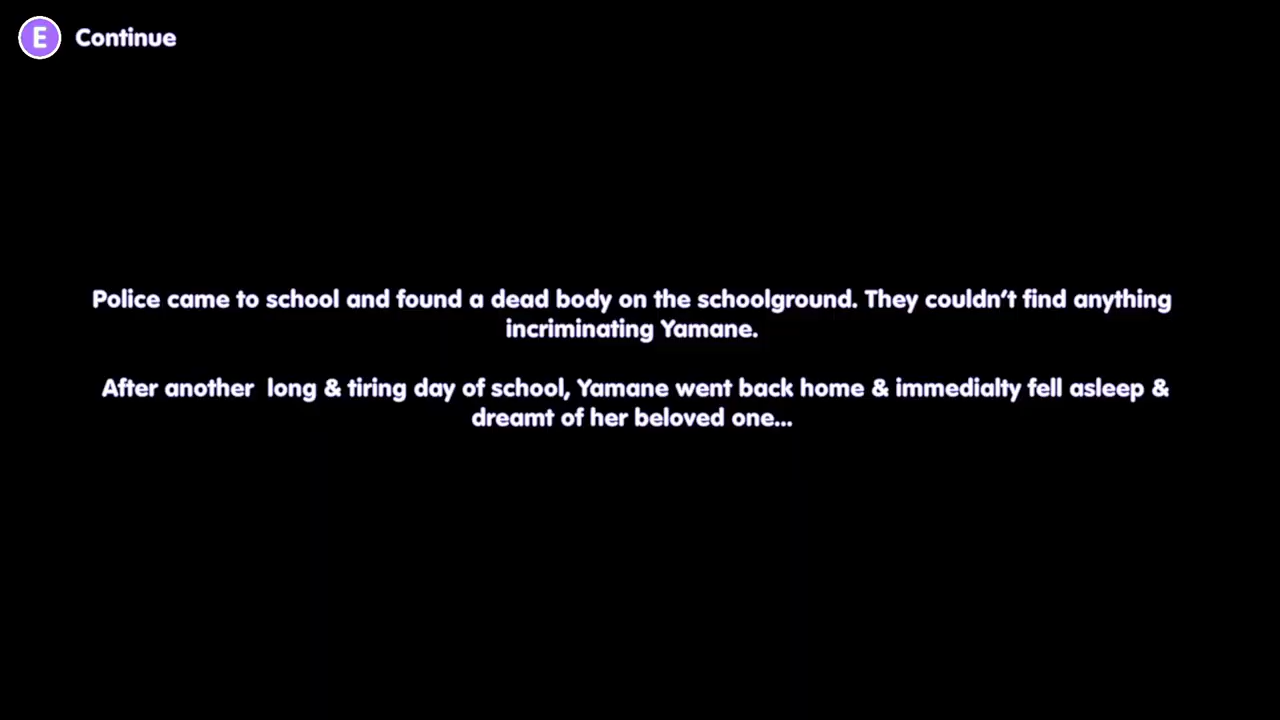 E Continue
Police came to school and found a dead body on the schoolground. They couldn't find anything
incriminating Yamane.
After another  long & tiring day of school, Yamane went back home & immedialty fell asleep &
dreamt of her beloved one...